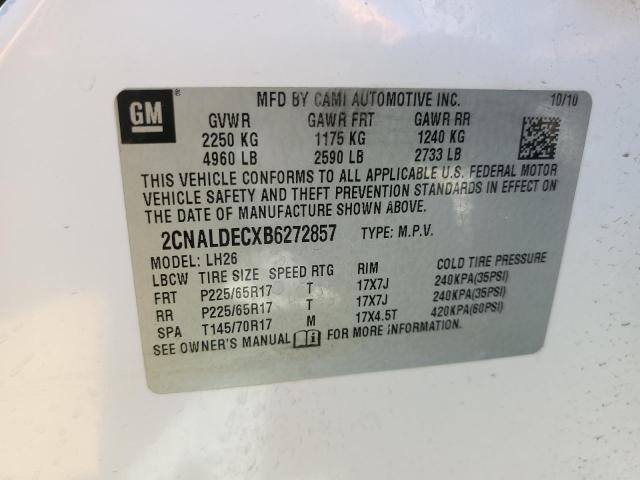 GM
®
MFD BY CAMI AUTOMOTIVE INC. 10/10
GVWR GAWR FRT GAWR RR
2250 KG 1175 KG 1240 KG
4960 LB 2590 LB 2733 LB
THIS VEHICLE CONFORMS TO ALL APPLICABLE U.S. FEDERAL MOTOR
VEHICLE SAFETY AND THEFT PREVENTION STANDARDS IN EFFECT ON
THE DATE OF MANUFACTURE SHOWN ABOVE.
2CNALDECXB6272857 TYPE: M.P.V.
MODEL: LH26
LBCW TIRE SIZE SPEED RTG RIM COLD TIRE PRESSURE
FRT P225/65R17 T 17X7J 240KPA(35PSI)
RR P225/65R17 T 17X7J 240KPA(35PSI)
SPA T145/70R17 M 17X4.5T 420KPA(60PSI)
SEE OWNER'S MANUAL FOR MORE INFORMATION.